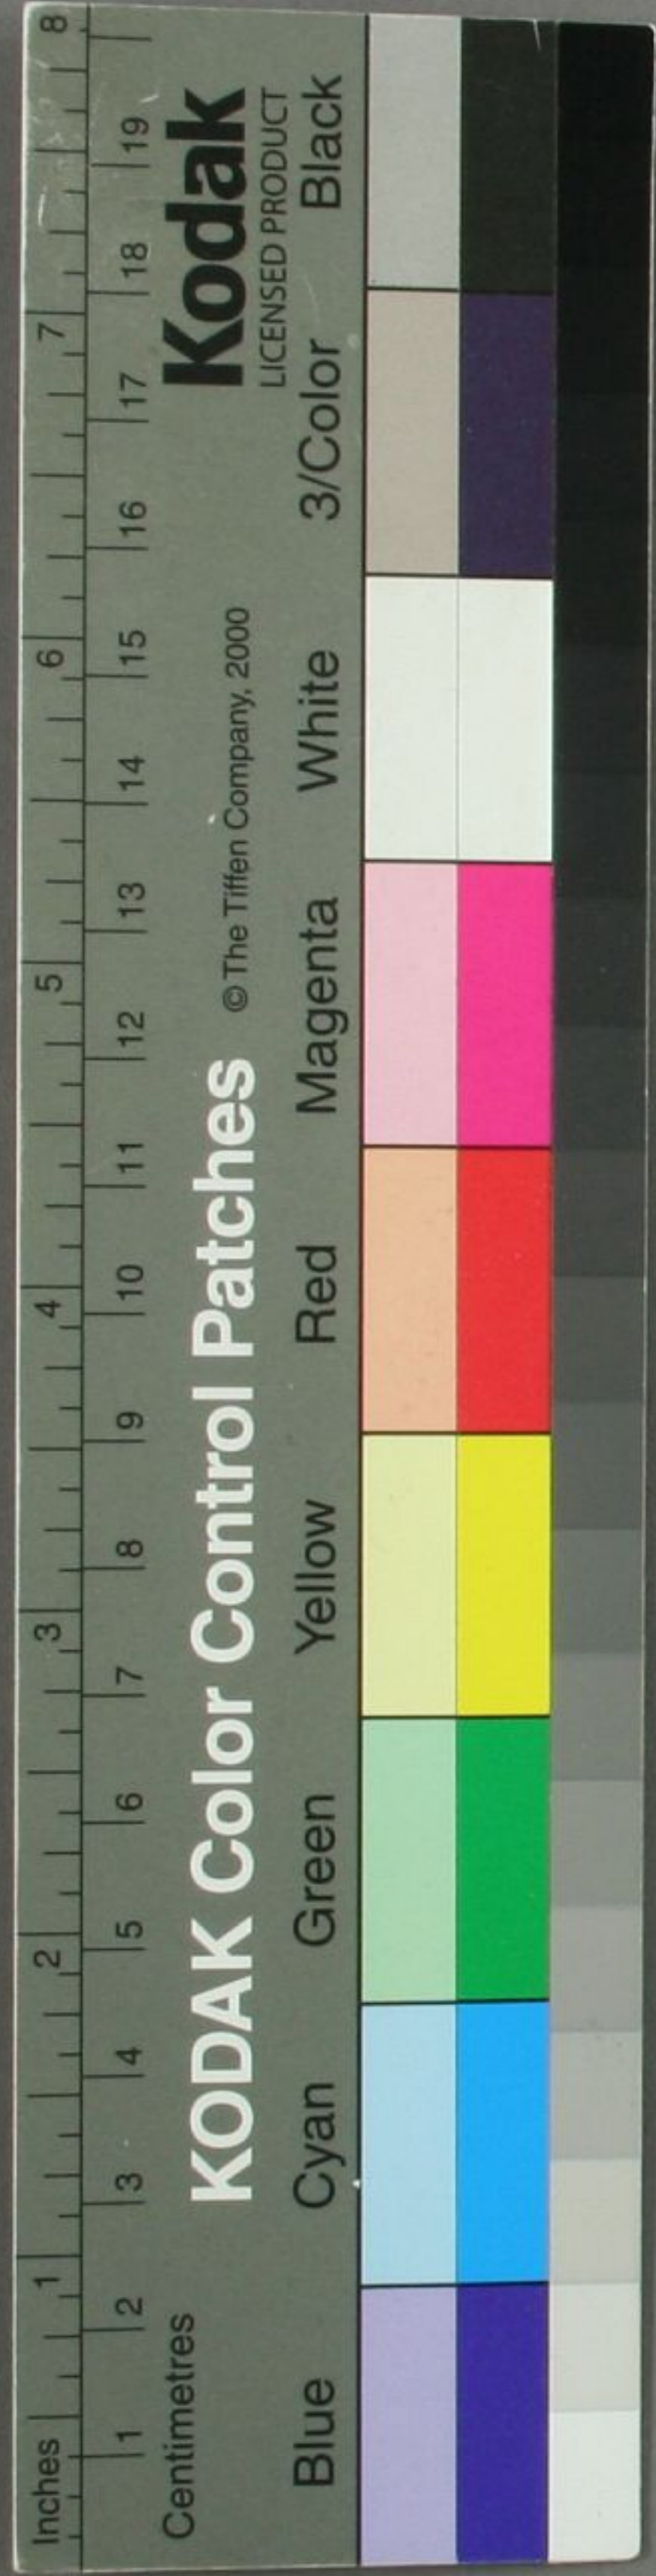 Inches 1 2 3 4 5 6 7 8
1 2 3 4 5 6 7 8 9 10 11 12 13 14 15 16 17 18 19
Centimetres
KODAK Color Control Patches © The Tiffen Company, 2000 Kodak
LICENSED PRODUCT
Blue Cyan Green Yellow Red Magenta White 3/Color Black